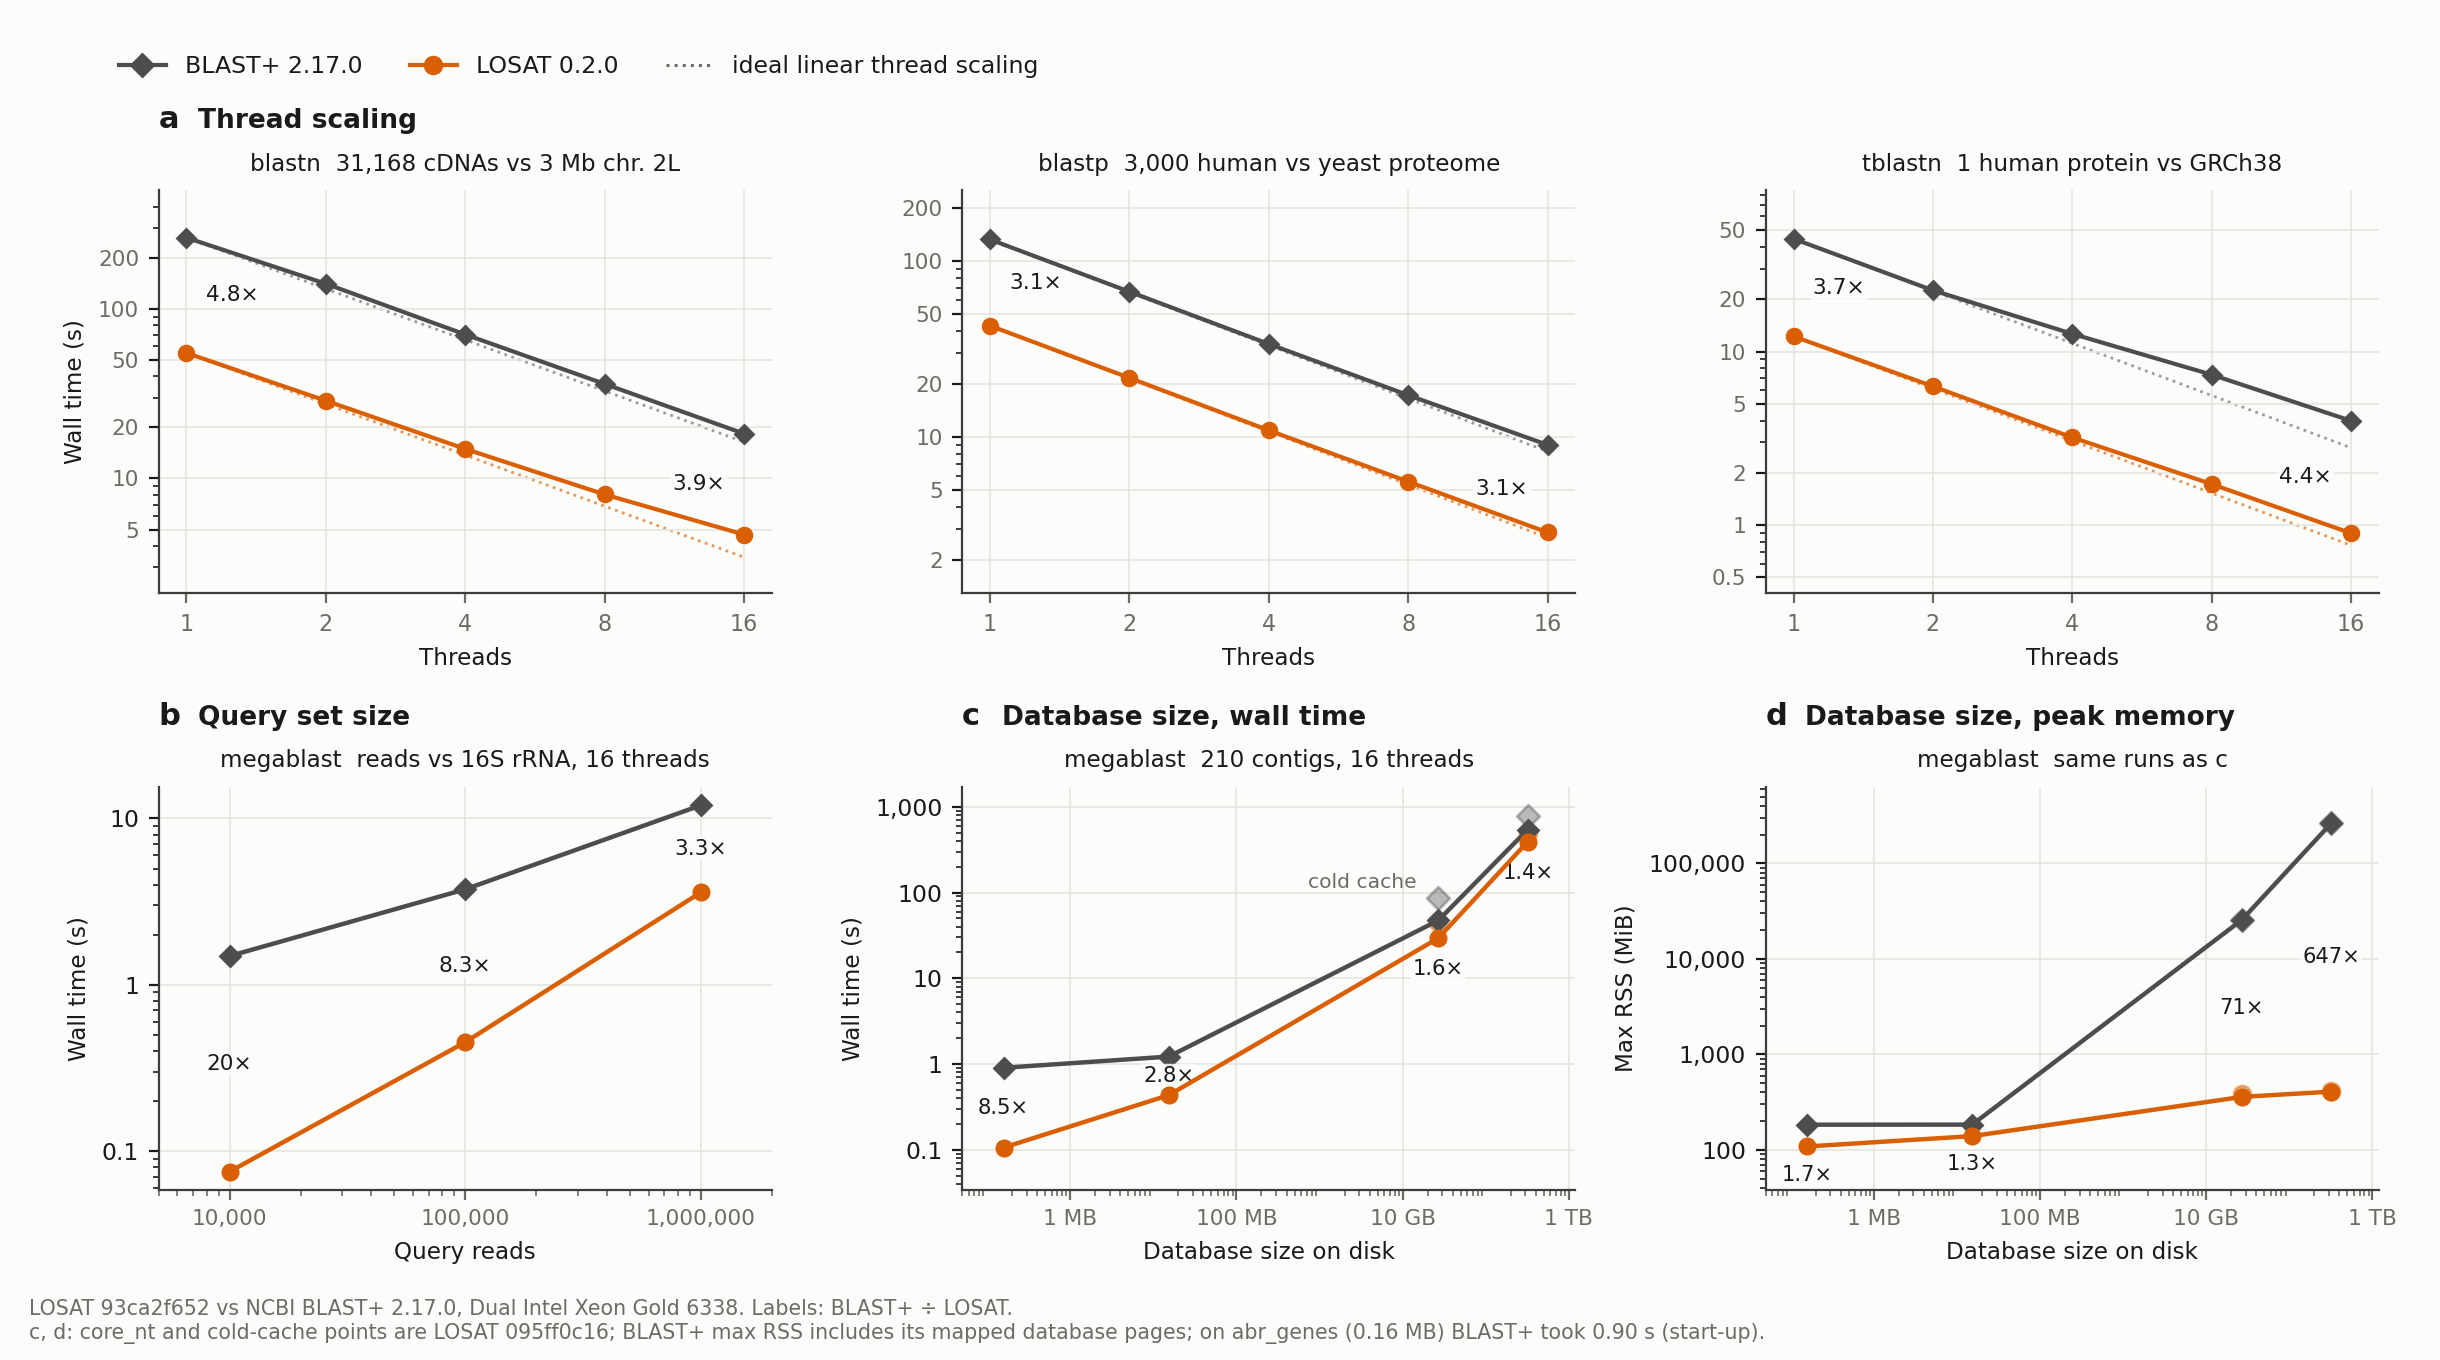 BLAST+ 2.17.0 LOSAT 0.2.0 ideal linear thread scaling
a Thread scaling
blastn 31,168 cDNAs vs 3 Mb chr. 2L
Wall time (s)
200
100
50
20
10
5
4.8×
3.9×
1 2 4 8 16
Threads
blastp 3,000 human vs yeast proteome
200
100
50
20
10
5
2
3.1×
3.1×
1 2 4 8 16
Threads
tblastn 1 human protein vs GRCh38
50
20
10
5
2
1
0.5
3.7×
4.4×
1 2 4 8 16
Threads
b Query set size
megablast reads vs 16S rRNA, 16 threads
Wall time (s)
10
1
0.1
3.3×
8.3×
20×
10,000 100,000 1,000,000
Query reads
c Database size, wall time
megablast 210 contigs, 16 threads
Wall time (s)
1,000
100
10
1
0.1
cold cache
1.4×
1.6×
2.8×
8.5×
1 MB 100 MB 10 GB 1 TB
Database size on disk
d Database size, peak memory
megablast same runs as c
Max RSS (MiB)
100,000
10,000
1,000
100
647×
71×
1.3×
1.7×
1 MB 100 MB 10 GB 1 TB
Database size on disk
LOSAT 93ca2f652 vs NCBI BLAST+ 2.17.0, Dual Intel Xeon Gold 6338. Labels: BLAST+ ÷ LOSAT.
c, d: core_nt and cold-cache points are LOSAT 095ff0c16; BLAST+ max RSS includes its mapped database pages; on abr_genes (0.16 MB) BLAST+ took 0.90 s (start-up).